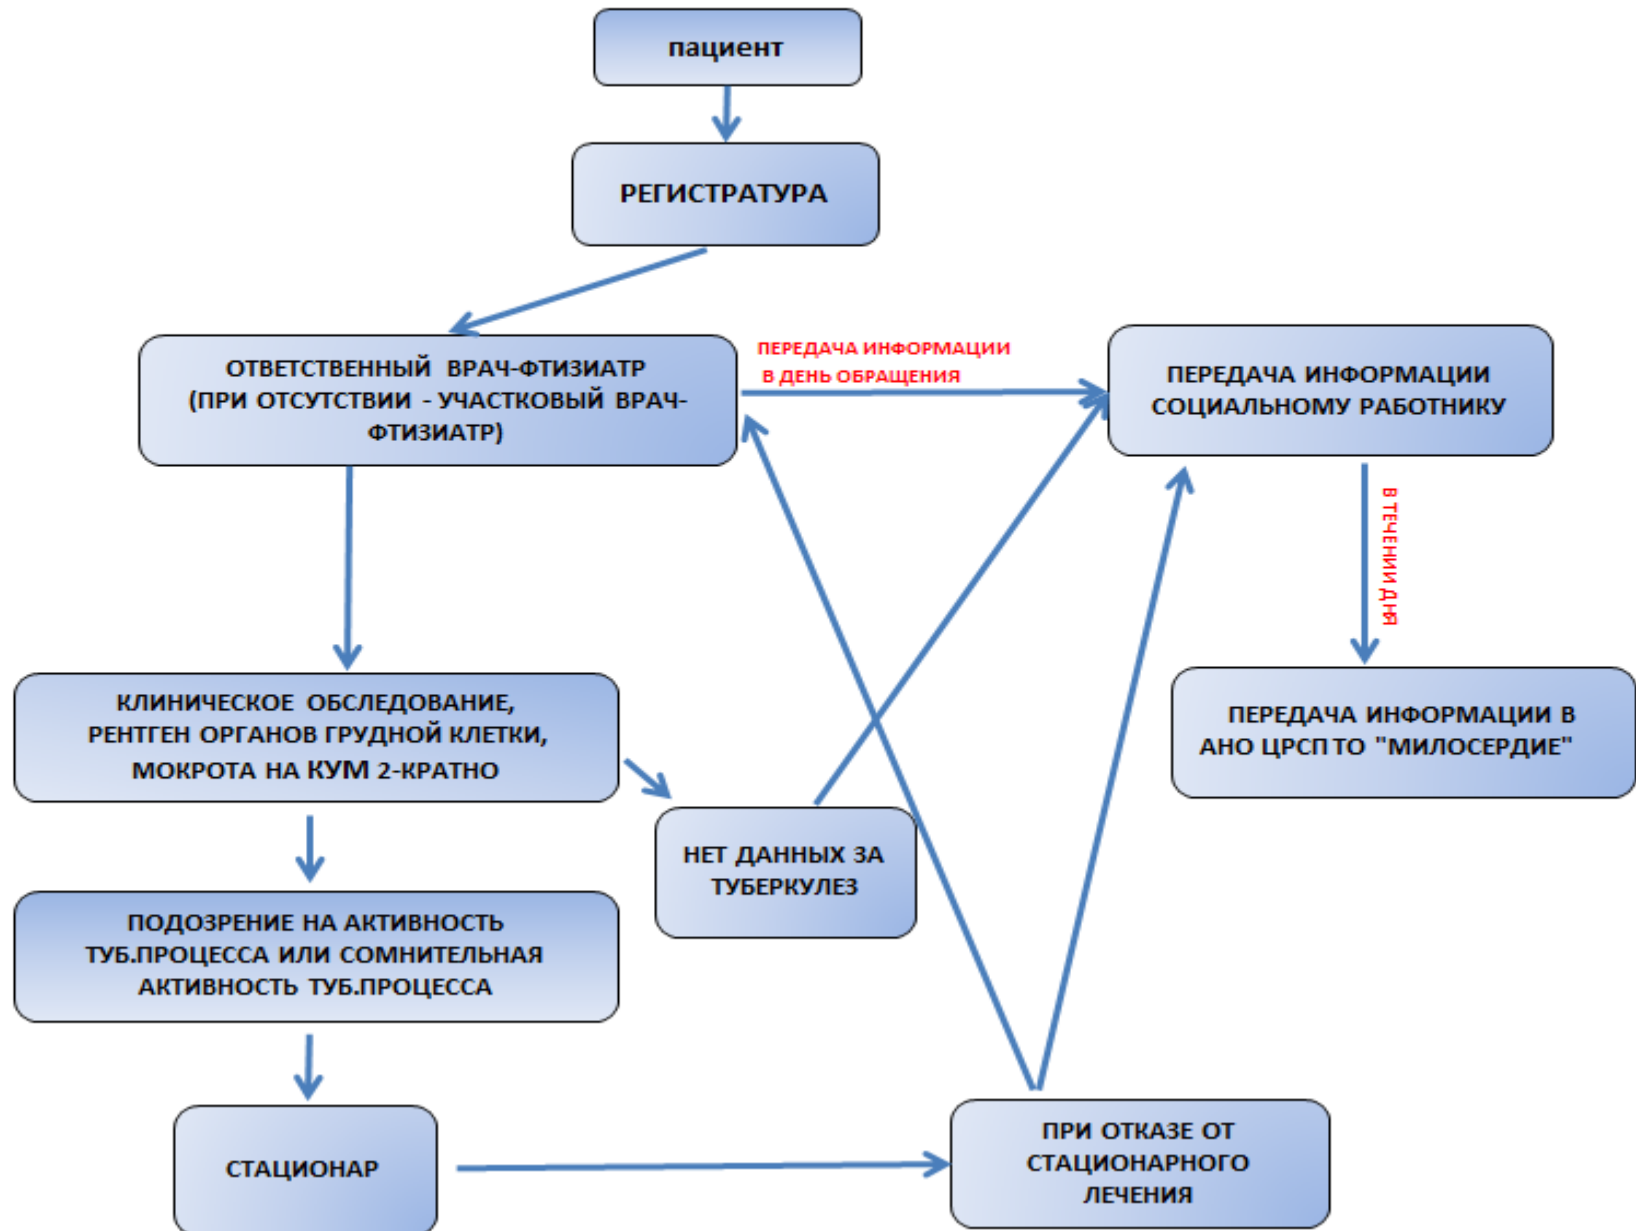 пациент
РЕГИСТРАТУРА
ОТВЕТСТВЕННЫЙ ВРАЧ-ФТИЗИАТР
(ПРИ ОТСУТСТВИИ - УЧАСТКОВЫЙ ВРАЧ-
ФТИЗИАТР)
ПЕРЕДАЧА ИНФОРМАЦИИ
В ДЕНЬ ОБРАЩЕНИЯ
ПЕРЕДАЧА ИНФОРМАЦИИ
СОЦИАЛЬНОМУ РАБОТНИКУ
В ТЕЧЕНИИ ДНЯ
КЛИНИЧЕСКОЕ ОБСЛЕДОВАНИЕ,
РЕНТГЕН ОРГАНОВ ГРУДНОЙ КЛЕТКИ,
МОКРОТА НА КУМ 2-КРАТНО
ПЕРЕДАЧА ИНФОРМАЦИИ В
АНО ЦРСП ТО "МИЛОСЕРДИЕ"
НЕТ ДАННЫХ ЗА
ТУБЕРКУЛЕЗ
ПОДОЗРЕНИЕ НА АКТИВНОСТЬ
ТУБ.ПРОЦЕССА ИЛИ СОМНИТЕЛЬНАЯ
АКТИВНОСТЬ ТУБ.ПРОЦЕССА
СТАЦИОНАР
ПРИ ОТКАЗЕ ОТ
СТАЦИОНАРНОГО
ЛЕЧЕНИЯ